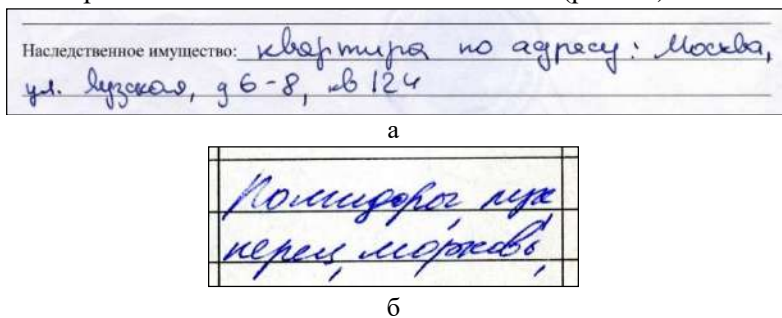 Наследственное имущество: квартира по адресу: Москва,
ул. Лузская, д 6-8, кв 124
а
Помидоры, лук
перец, морковь,
б